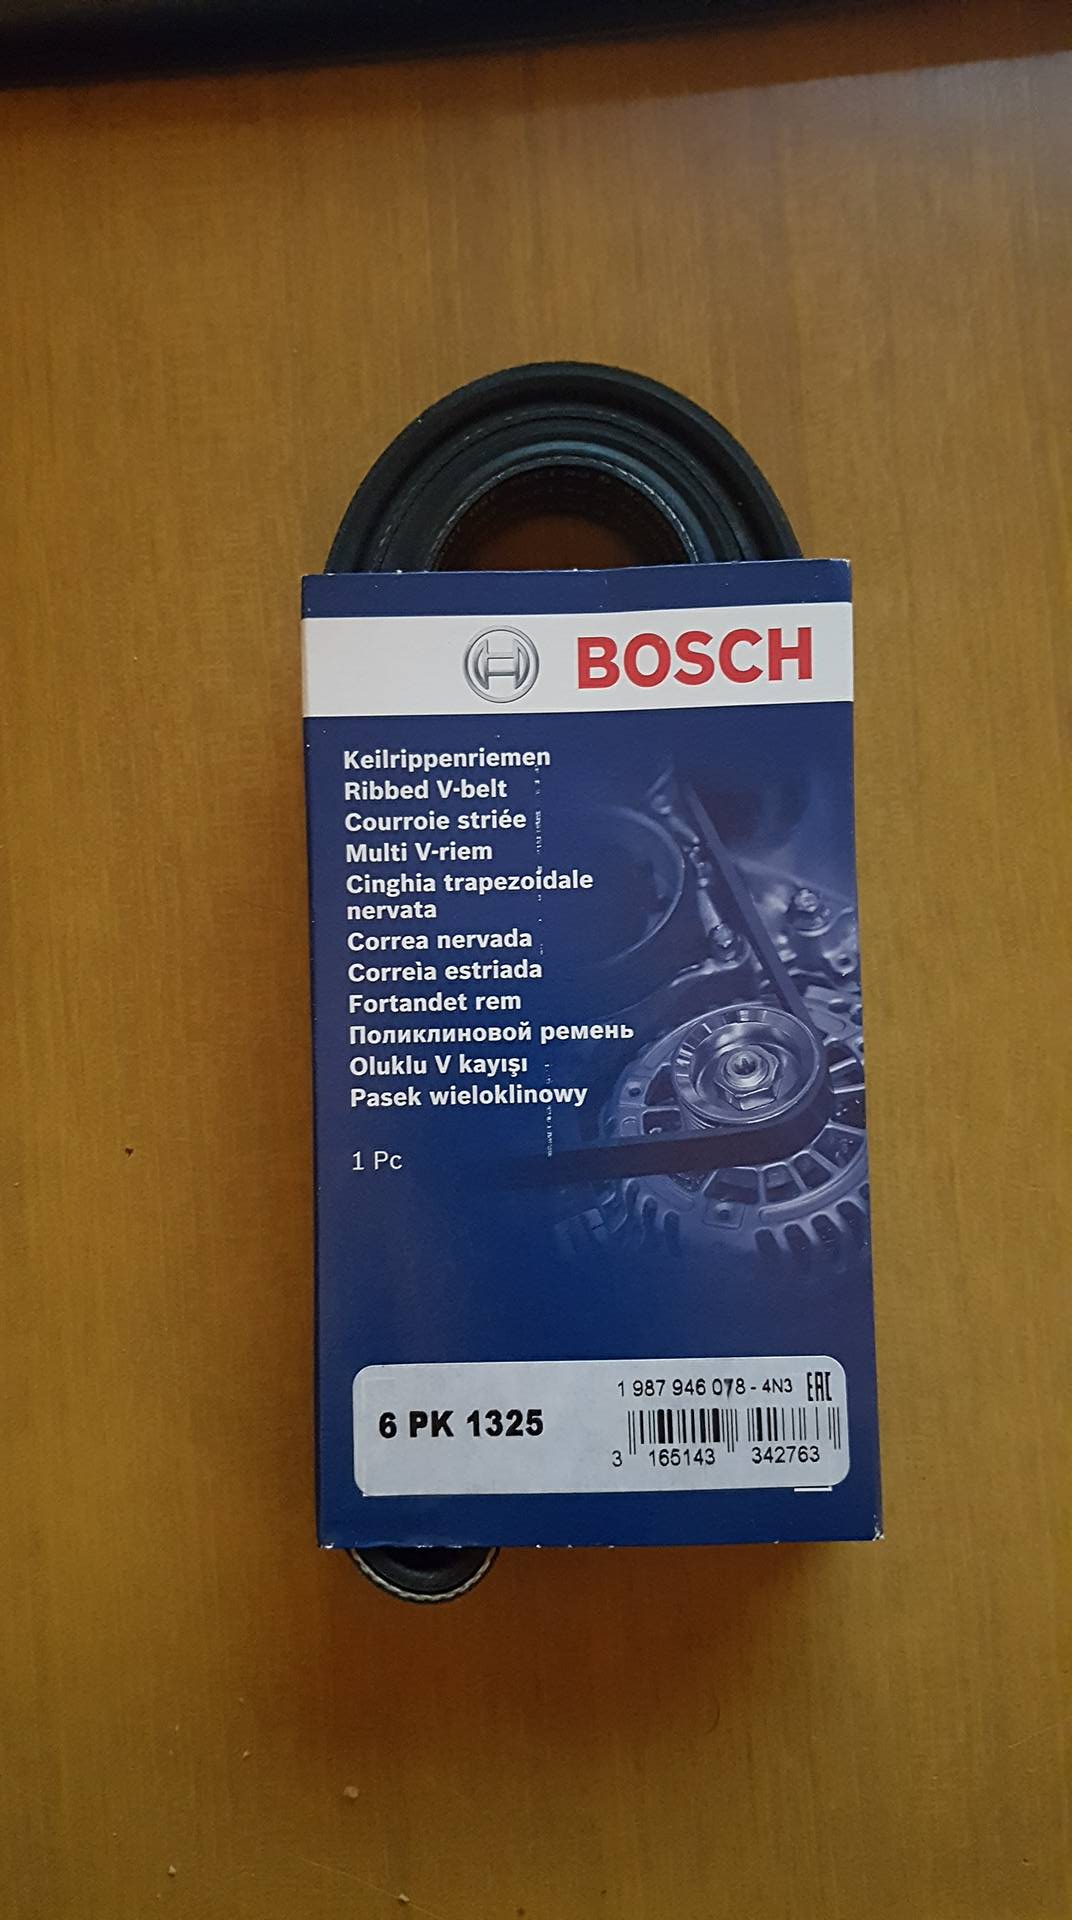 BOSCH
Keilrippenriemen
Ribbed V-belt
Courroie striée
Multi V-riem
Cinghia trapezoidale
nervata
Correa nervada
Correia estriada
Fortandet rem
Поликлиновой ремень
Oluklu V kayışı
Pasek wieloklinowy
1 Pc
6 PK 1325
1 987 946 078 - 4N3 EAC
3 165143 342763